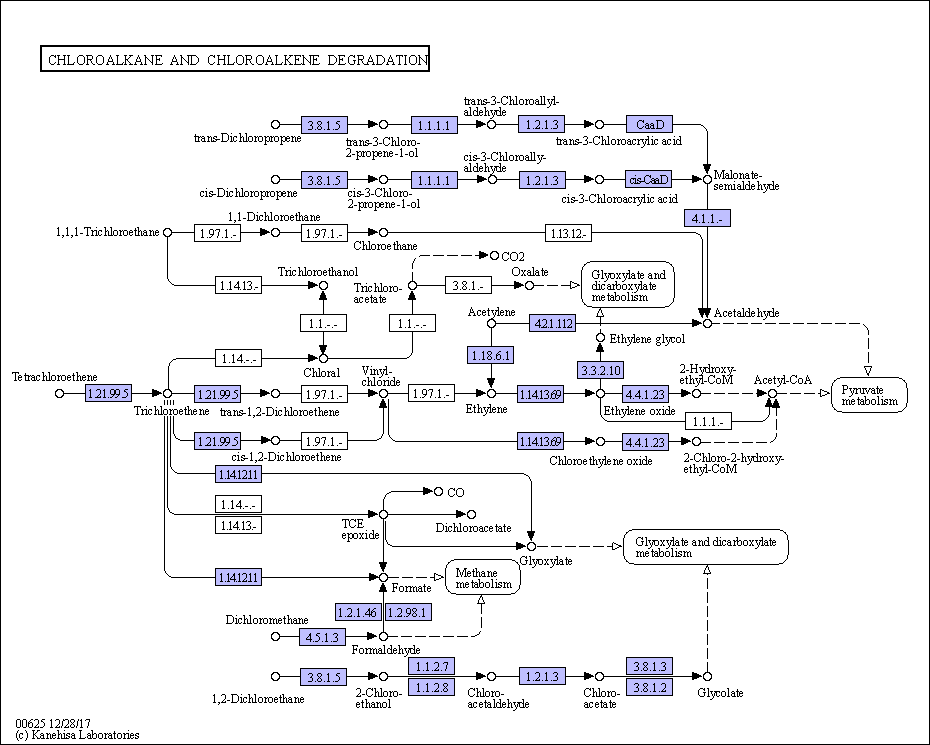 CHLOROALKANE AND CHLOROALKENE DEGRADATION
trans-3-Chloroallyl-
aldehyde
3.8.1.5
1.1.1.1
1.2.1.3
CaaD
trans-Dichloropropene
trans-3-Chloro-
2-propene-1-ol
trans-3-Chloroacrylic acid
cis-3-Chloroally-
aldehyde
3.8.1.5
1.1.1.1
1.2.1.3
cis-CaaD
Malonate-
semialdehyde
cis-Dichloropropene
cis-3-Chloro-
2-propene-1-ol
cis-3-Chloroacrylic acid
4.1.1.-
1,1-Dichloroethane
1,1,1-Trichloroethane
1.97.1.-
1.97.1.-
1.13.12.-
Chloroethane
CO2
Trichloroethanol
Oxalate
Glyoxylate and
dicarboxylate
metabolism
1.14.13.-
Trichloro-
acetate
3.8.1.-
Acetylene
Acetaldehyde
1.1.-.-
1.1.-.-
4.2.1.112
Ethylene glycol
1.14.-.-
1.18.6.1
Chloral
3.3.2.10
Tetrachloroethene
Vinyl-
chloride
2-Hydroxy-
ethyl-CoM
Acetyl-CoA
1.21.99.5
1.21.99.5
1.97.1.-
1.97.1.-
1.14.13.69
4.4.1.23
Pyruvate
metabolism
Trichloroethene
trans-1,2-Dichloroethene
Ethylene
Ethylene oxide
1.1.1.-
1.21.99.5
1.97.1.-
1.14.13.69
4.4.1.23
cis-1,2-Dichloroethene
Chloroethylene oxide
2-Chloro-2-hydroxy-
ethyl-CoM
1.14.12.11
CO
1.14.-.-
1.14.13.-
TCE
epoxide
Dichloroacetate
Glyoxylate and dicarboxylate
metabolism
Glyoxylate
1.14.12.11
Formate
Methane
metabolism
1.2.1.46
1.2.98.1
Dichloromethane
4.5.1.3
Formaldehyde
3.8.1.5
1.1.2.7
1.1.2.8
1.2.1.3
3.8.1.3
3.8.1.2
1,2-Dichloroethane
2-Chloro-
ethanol
Chloro-
acetaldehyde
Chloro-
acetate
Glycolate
00625 12/28/17
(c) Kanehisa Laboratories